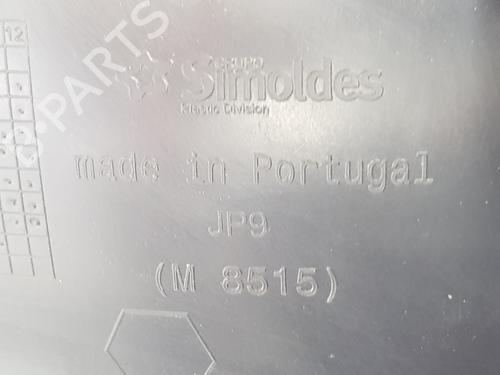 12
B-PARTS
GRUPO
Simoldes
Plastic Division
made in Portugal
JP9
(M 8515)